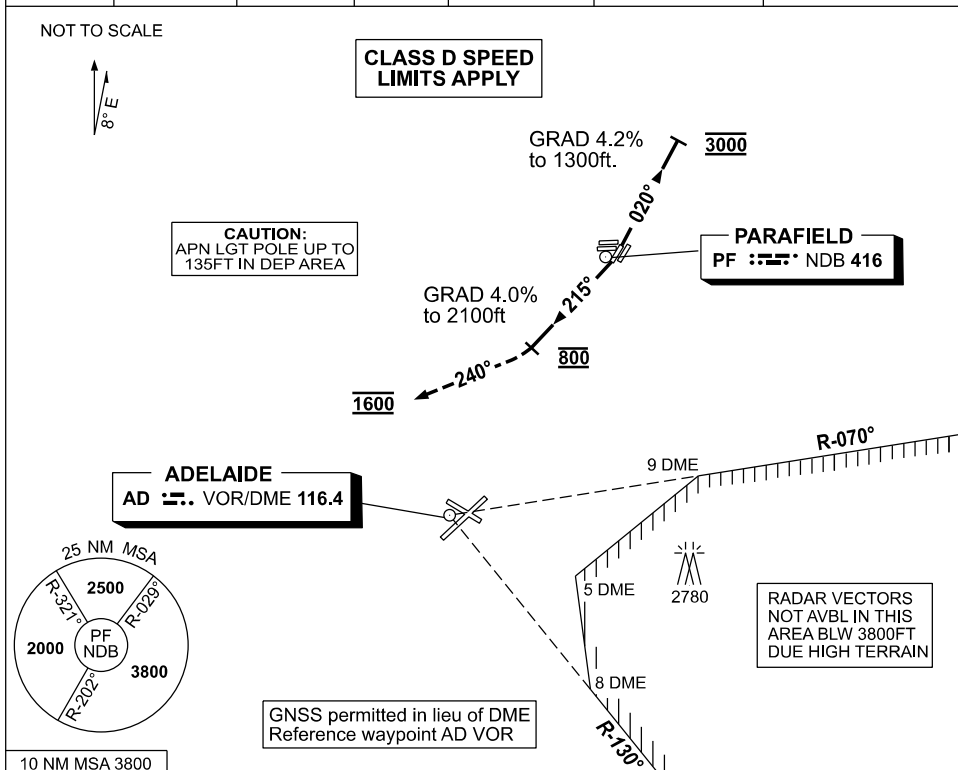 NOT TO SCALE
8° E
CLASS D SPEED
LIMITS APPLY
GRAD 4.2%
to 1300ft.
3000
020°
CAUTION:
APN LGT POLE UP TO
135FT IN DEP AREA
PARAFIELD
PF NDB 416
GRAD 4.0%
to 2100ft
215°
800
240°
1600
R-070°
9 DME
ADELAIDE
AD VOR/DME 116.4
25 NM MSA
2500
R-321°
R-029°
PF
NDB
2000
3800
R-202°
5 DME
2780
RADAR VECTORS
NOT AVBL IN THIS
AREA BLW 3800FT
DUE HIGH TERRAIN
8 DME
GNSS permitted in lieu of DME
Reference waypoint AD VOR
R-130°
10 NM MSA 3800